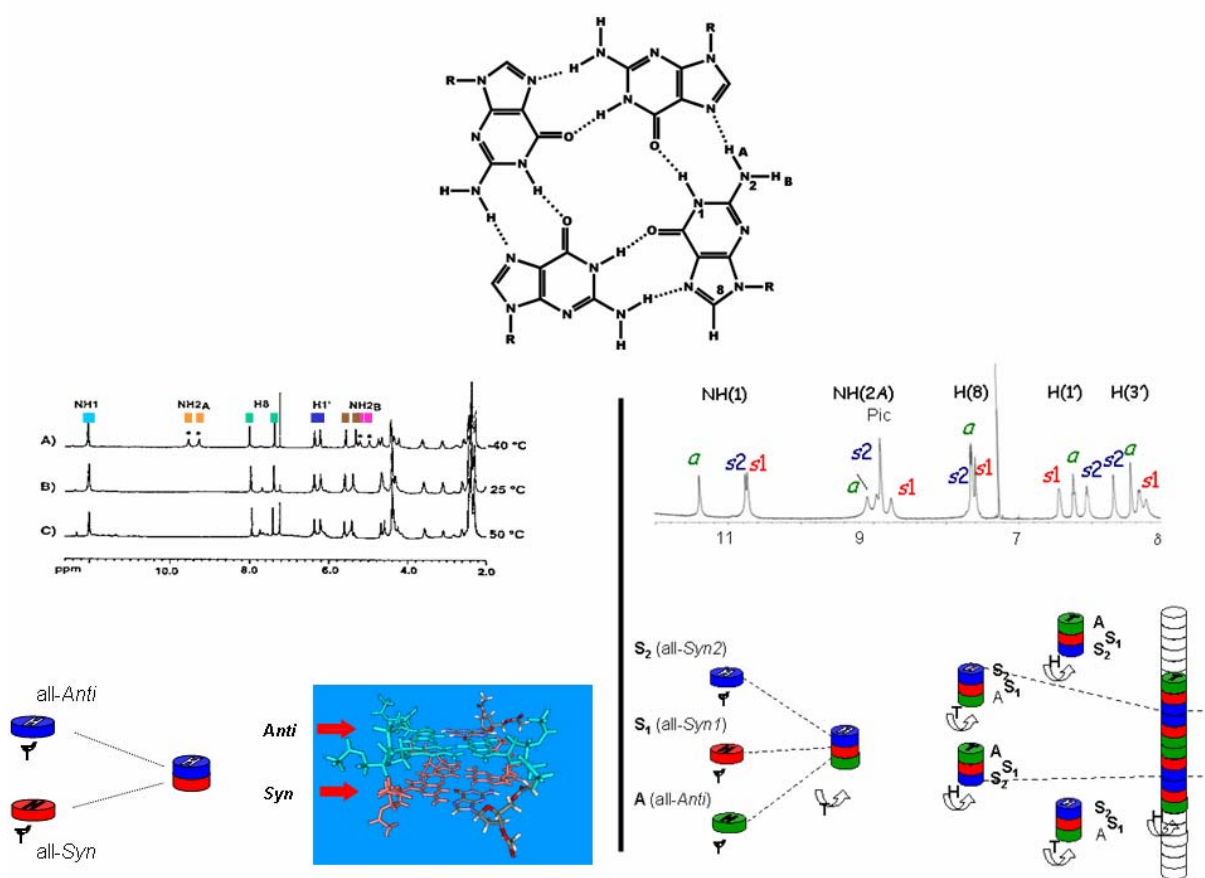 H
R
H N N
H
R N N N
H N
N O
O H A
N H N 2 H B
H N H N 1
H O O N
N H
N N 8 N R
N N H
N H
R H
NH1 NH2A H8 H1' NH2B
A) -40 °C
B) 25 °C
C) 50 °C
ppm 10.0 8.0 6.0 4.0 2.0
NH(1) NH(2A) H(8) H(1') H(3')
Pic
a s2 s1
a s2 s1
a s2 s1
s1 a s2
s2 a s1
11 9 7 δ
all-Anti
H
T
all-Syn
H
T
H
Anti
Syn
S2 (all-Syn2)
H
T
S1 (all-Syn1)
H
T
A (all-Anti)
H
T
H
T
T A
S1
S2
H
H S2
S1
A
T
T A
S1
S2
H
H S2
S1
A
T
T
H